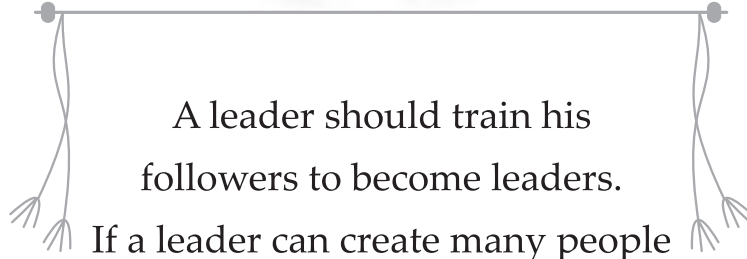 A leader should train his
followers to become leaders.
If a leader can create many people